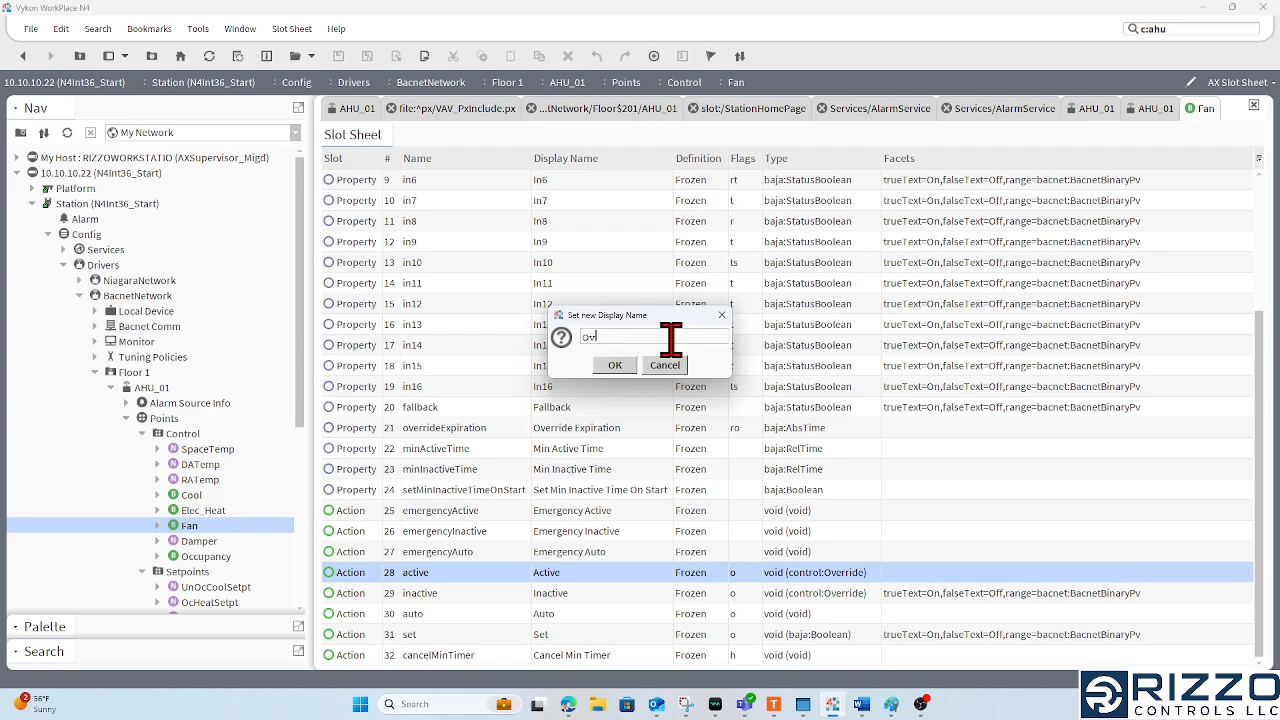 Vykon WorkPlace N4
File Edit Search Bookmarks Tools Window Slot Sheet Help
c:ahu
10.10.10.22 (N4Int36_Start) : Station (N4Int36_Start) : Config : Drivers : BacnetNetwork : Floor 1 : AHU_01 : Points : Control : Fan AX Slot Sheet
Nav
My Network
My Host : RIZZOWORKSTATIO (AXSupervisor_Migd)
10.10.10.22 (N4Int36_Start)
Platform
Station (N4Int36_Start)
Alarm
Config
Services
Drivers
NiagaraNetwork
BacnetNetwork
Local Device
Bacnet Comm
Monitor
Tuning Policies
Floor 1
AHU_01
Alarm Source Info
Points
Control
SpaceTemp
DATemp
RATemp
Cool
Elec_Heat
Fan
Damper
Occupancy
Setpoints
UnOcCoolSetpt
OcHeatSetpt
Palette
Search
AHU_01 file:^px/VAV_PxInclude.px ...tNetwork/Floor$201/AHU_01 slot:/StationHomePage Services/AlarmService Services/AlarmService AHU_01 AHU_01 Fan
Slot Sheet
Slot # Name Display Name Definition Flags Type Facets
Property 9 in6 In6 Frozen rt baja:StatusBoolean trueText=On,falseText=Off,range=bacnet:BacnetBinaryPv
Property 10 in7 In7 Frozen t baja:StatusBoolean trueText=On,falseText=Off,range=bacnet:BacnetBinaryPv
Property 11 in8 In8 Frozen r baja:StatusBoolean trueText=On,falseText=Off,range=bacnet:BacnetBinaryPv
Property 12 in9 In9 Frozen t baja:StatusBoolean trueText=On,falseText=Off,range=bacnet:BacnetBinaryPv
Property 13 in10 In10 Frozen ts baja:StatusBoolean trueText=On,falseText=Off,range=bacnet:BacnetBinaryPv
Property 14 in11 In11 Frozen t baja:StatusBoolean trueText=On,falseText=Off,range=bacnet:BacnetBinaryPv
Property 15 in12 In12 Frozen t baja:StatusBoolean trueText=On,falseText=Off,range=bacnet:BacnetBinaryPv
Property 16 in13 baja:StatusBoolean trueText=On,falseText=Off,range=bacnet:BacnetBinaryPv
Property 17 in14 baja:StatusBoolean trueText=On,falseText=Off,range=bacnet:BacnetBinaryPv
Property 18 in15 baja:StatusBoolean trueText=On,falseText=Off,range=bacnet:BacnetBinaryPv
Property 19 in16 In16 Frozen ts baja:StatusBoolean trueText=On,falseText=Off,range=bacnet:BacnetBinaryPv
Property 20 fallback Fallback Frozen baja:StatusBoolean trueText=On,falseText=Off,range=bacnet:BacnetBinaryPv
Property 21 overrideExpiration Override Expiration Frozen ro baja:AbsTime
Property 22 minActiveTime Min Active Time Frozen baja:RelTime
Property 23 minInactiveTime Min Inactive Time Frozen baja:RelTime
Property 24 setMinInactiveTimeOnStart Set Min Inactive Time On Start Frozen baja:Boolean
Action 25 emergencyActive Emergency Active Frozen void (void)
Action 26 emergencyInactive Emergency Inactive Frozen void (void)
Action 27 emergencyAuto Emergency Auto Frozen void (void)
Action 28 active Active Frozen o void (control:Override)
Action 29 inactive Inactive Frozen o void (control:Override) trueText=On,falseText=Off,range=bacnet:BacnetBinaryPv
Action 30 auto Auto Frozen o void (void)
Action 31 set Set Frozen o void (baja:Boolean) trueText=On,falseText=Off,range=bacnet:BacnetBinaryPv
Action 32 cancelMinTimer Cancel Min Timer Frozen h void (void)
Set new Display Name
Ov
OK Cancel
2
56°F
Sunny
Search
RIZZO
CONTROLS LLC